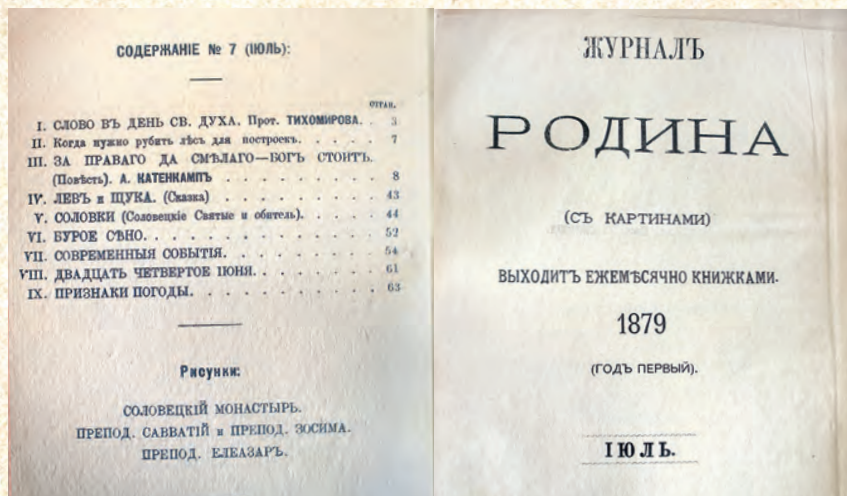 СОДЕРЖАНІЕ № 7 (ІЮЛЬ):
СТРАН.
I. СЛОВО ВЪ ДЕНЬ СВ. ДУХА. Прот. ТИХОМИРОВА. . 3
II. Когда нужно рубить лѣсъ для построекъ. . . . . . 7
III. ЗА ПРАВАГО ДА СМѢЛАГО—БОГЪ СТОИТЪ.
(Повѣсть). А. КАТЕНКАМПЪ . . . . . . . . . 8
IV. ЛЕВЪ и ЩУКА. (Сказка) . . . . . . . . . . 43
V. СОЛОВКИ (Соловецкіе Святые и обитель). . . . . . 44
VI. БУРОЕ СѢНО. . . . . . . . . . . . . . 52
VII. СОВРЕМЕННЫЯ СОБЫТІЯ. . . . . . . . . . 54
VIII. ДВАДЦАТЬ ЧЕТВЕРТОЕ ІЮНЯ. . . . . . . . . 61
IX. ПРИЗНАКИ ПОГОДЫ. . . . . . . . . . . . 63
Рисунки:
СОЛОВЕЦКІЙ МОНАСТЫРЬ.
ПРЕПОД. САВВАТІЙ и ПРЕПОД. ЗОСИМА.
ПРЕПОД. ЕЛЕАЗАРЪ.
ЖУРНАЛЪ
РОДИНА
(СЪ КАРТИНАМИ)
ВЫХОДИТЪ ЕЖЕМѢСЯЧНО КНИЖКАМИ.
1879
(ГОДЪ ПЕРВЫЙ).
ІЮЛЬ.